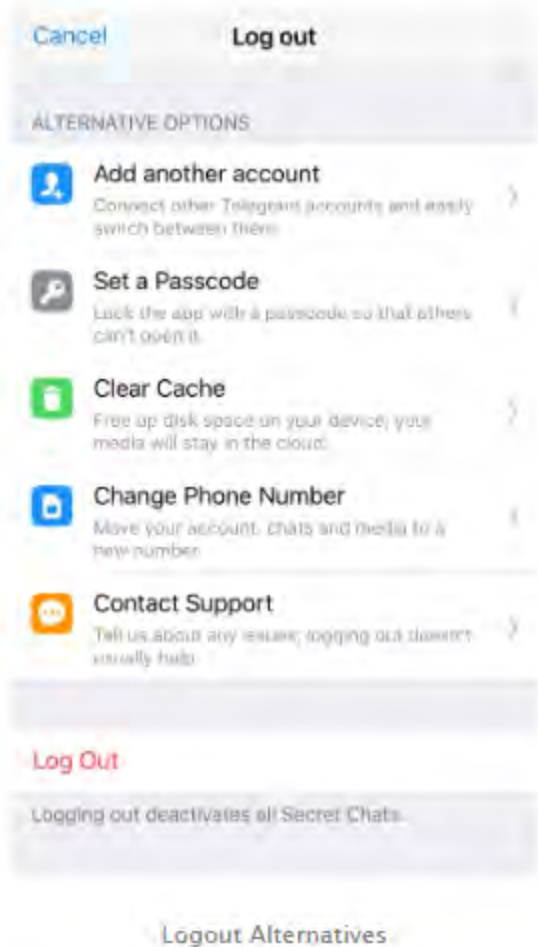 Cancel Log out
ALTERNATIVE OPTIONS
Add another account
Connect other Telegram accounts and easily
switch between them.
Set a Passcode
Lock the app with a passcode so that others
can't open it.
Clear Cache
Free up disk space on your device; your
media will stay in the cloud.
Change Phone Number
Move your account, chats and media to a
new number.
Contact Support
Tell us about any issues; logging out doesn't
usually help.
Log Out
Logging out deactivates all Secret Chats.
Logout Alternatives